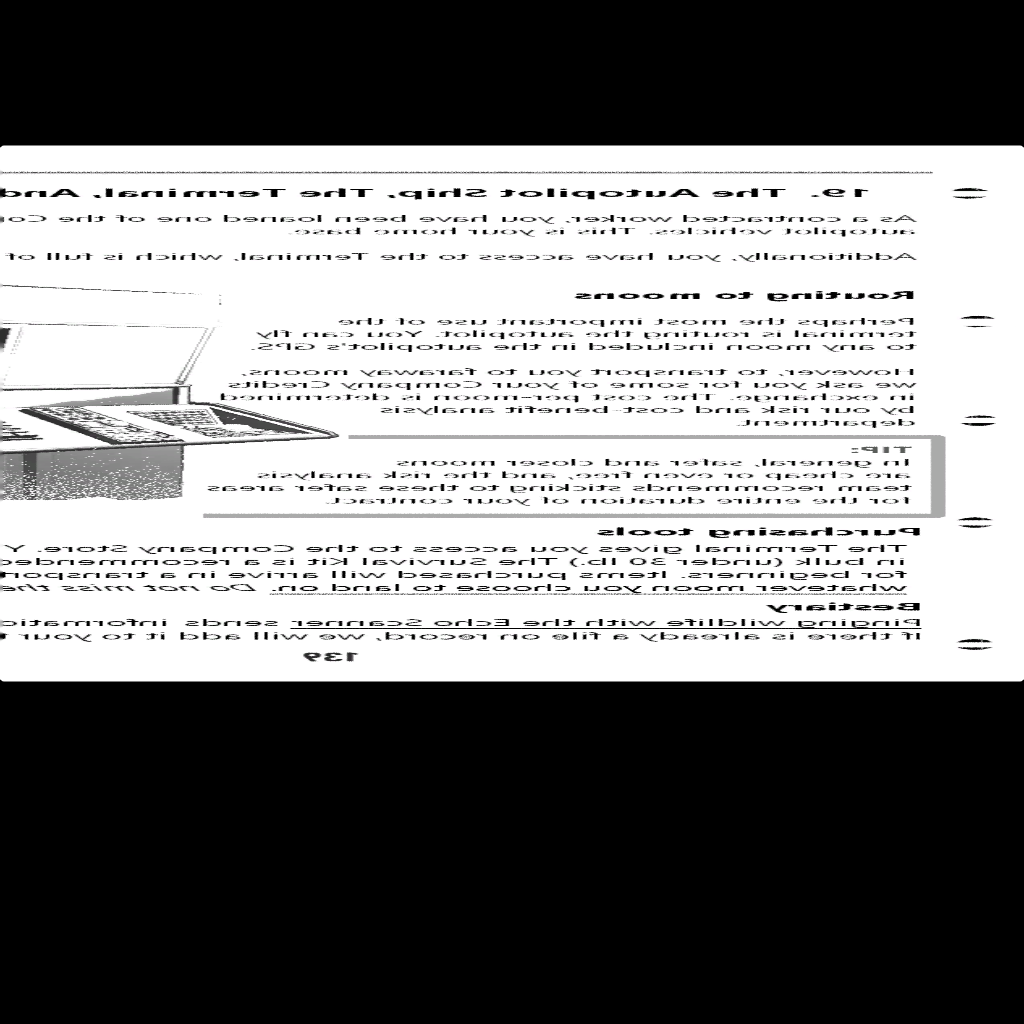 19. The Autopilot Ship, The Terminal, And
As a contracted worker, you have been loaned one of the
autopilot vehicles. This is your home base.
Additionally, you have access to the Terminal, which is full of
Routing to moons
Perhaps the most important use of the
terminal is routing the autopilot. You can fly
to any moon included in the autopilot's GPS.
However, to transport you to faraway moons,
we ask you for some of your Company Credits
in exchange. The cost per-moon is determined
by our risk and cost-benefit analysis
department.
TIP:
In general, safer and closer moons
are cheap or even free, and the risk analysis
team recommends sticking to these safer areas
for the entire duration of your contract.
Purchasing tools
The Terminal gives you access to the Company Store. Y
in bulk (under 30 lb.) The Survival Kit is a recommended
for beginners. Items purchased will arrive in a transport
whatever moon you choose to land on. Do not miss the
Bestiary
Pinging wildlife with the Echo Scanner sends informatio
If there is already a file on record, we will add it to your
139